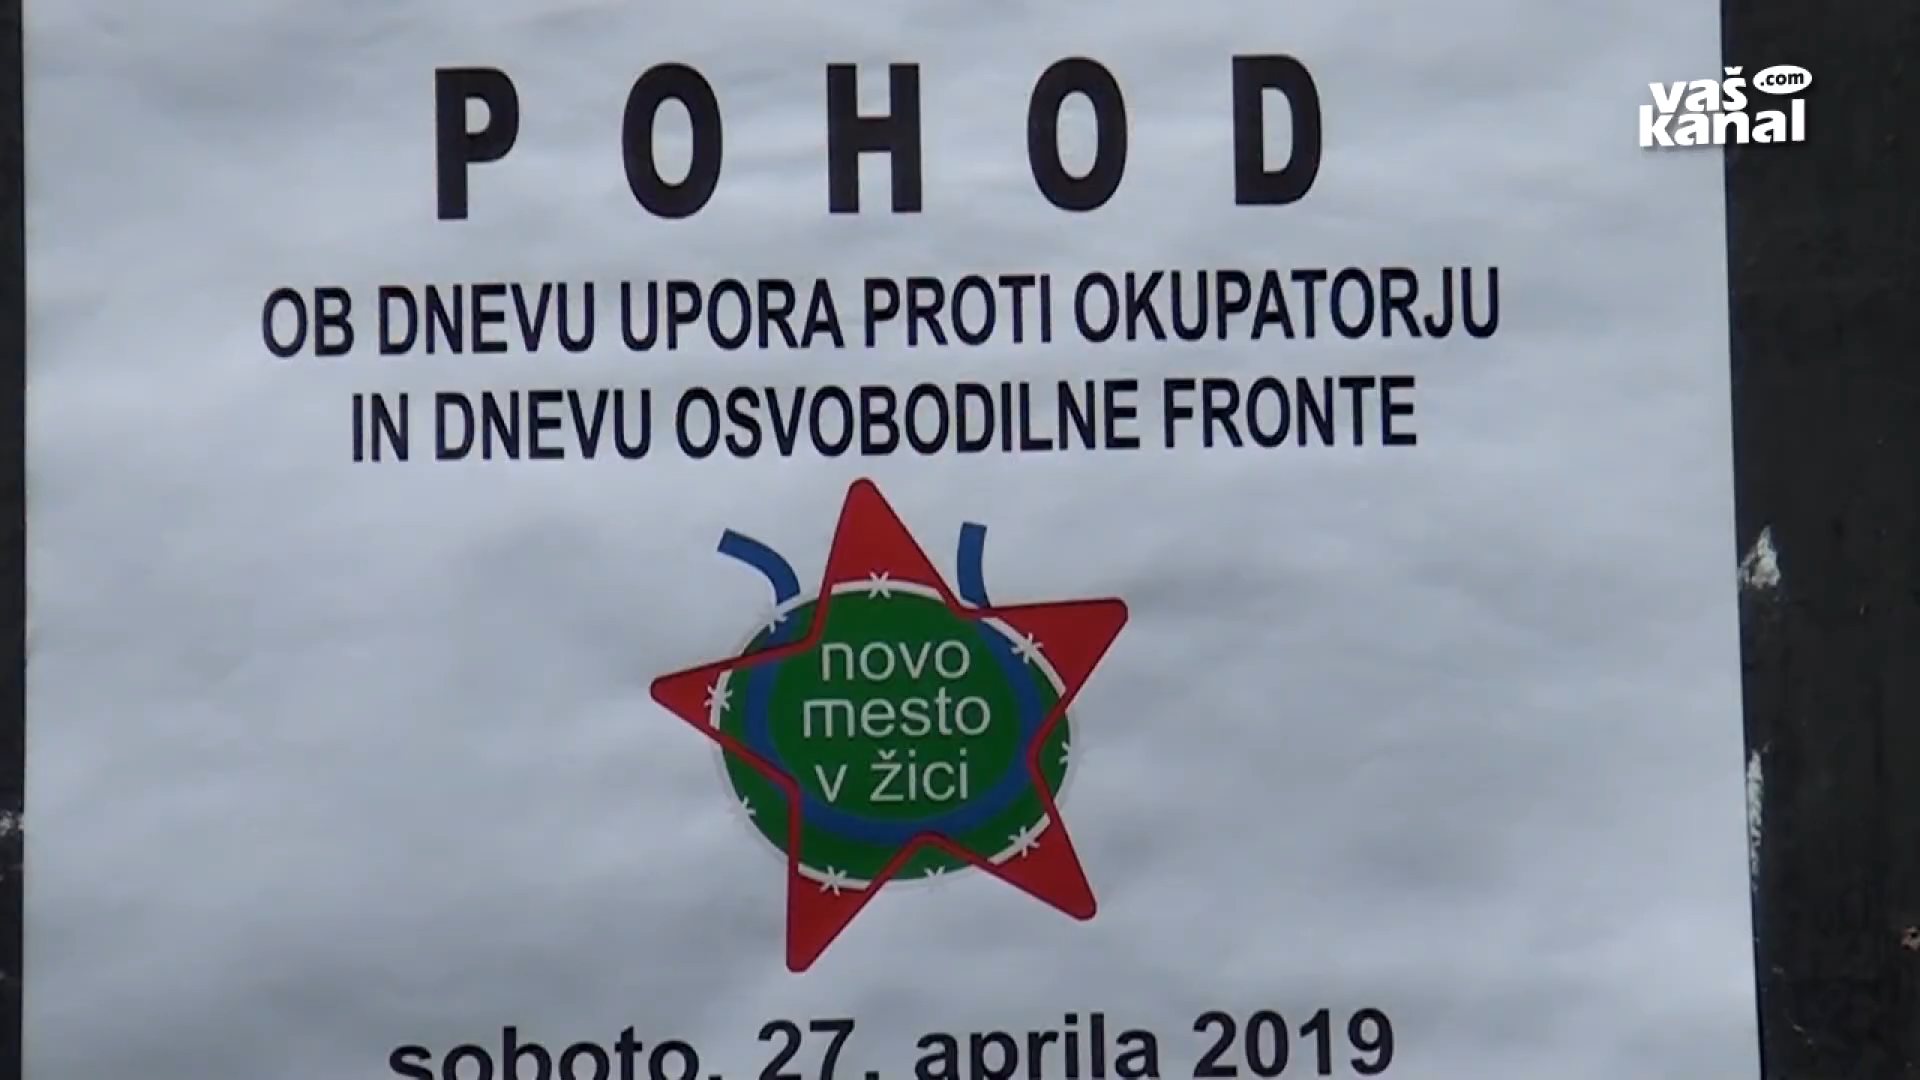 POHOD
vaš .com
kanal
OB DNEVU UPORA PROTI OKUPATORJU
IN DNEVU OSVOBODILNE FRONTE
novo
mesto
v žici
soboto, 27. aprila 2019